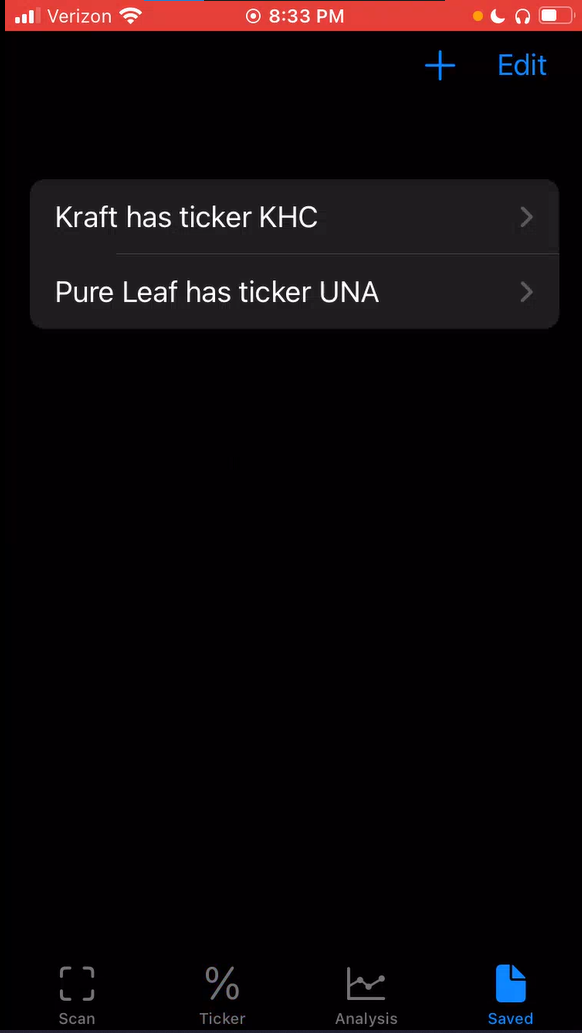 Verizon 8:33 PM
Edit
Kraft has ticker KHC
Pure Leaf has ticker UNA
Scan Ticker Analysis Saved